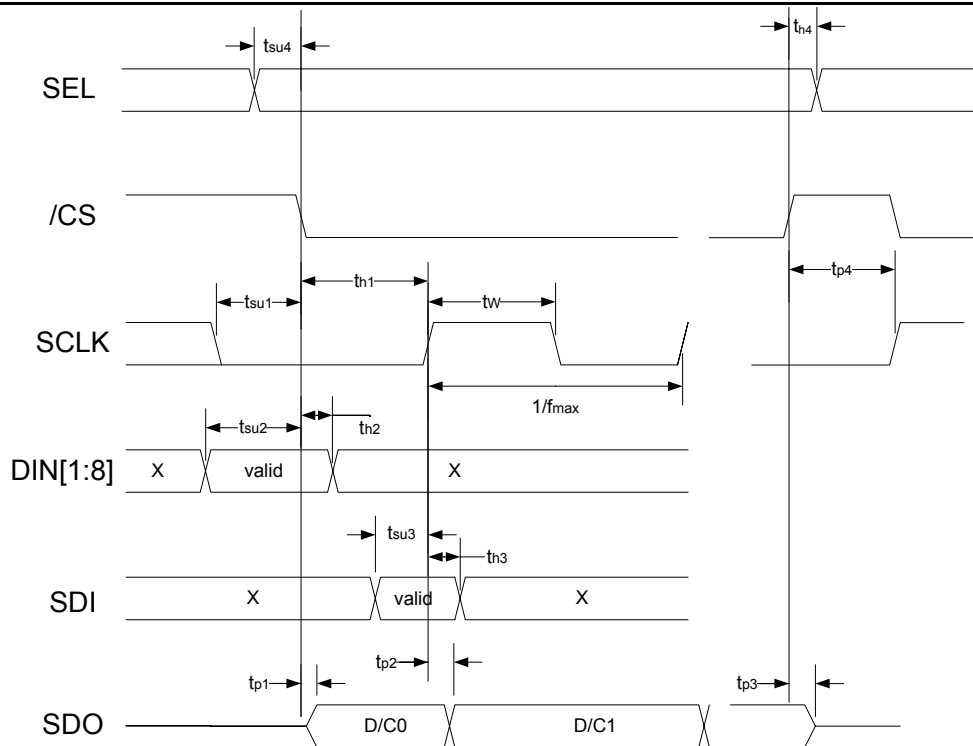 tsu4
th4
SEL
/CS
th1
tp4
tsu1
tw
SCLK
1/fmax
tsu2
th2
DIN[1:8]
X
valid
X
tsu3
th3
SDI
X
valid
X
tp2
tp1
tp3
SDO
D/C0
D/C1